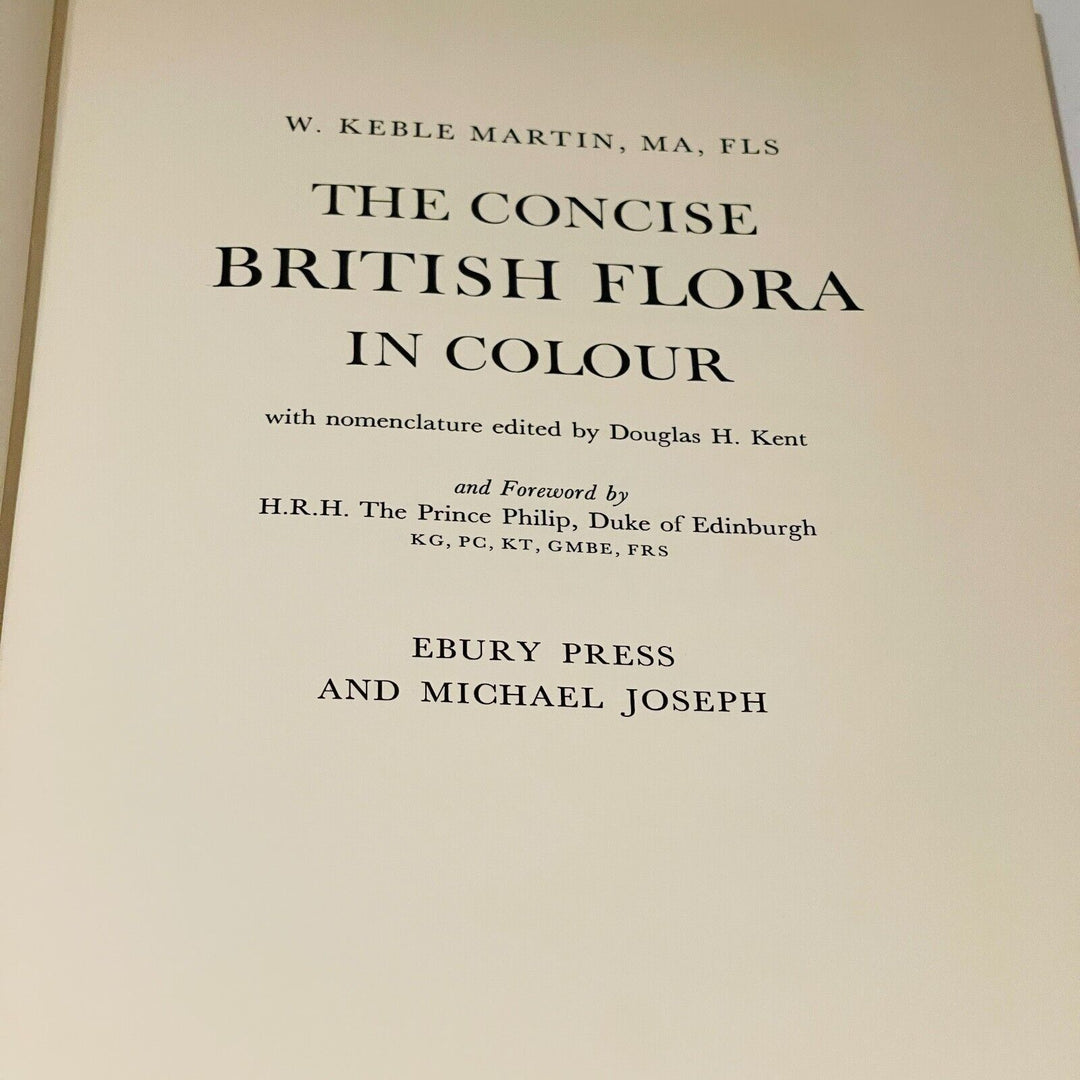 W. KEBLE MARTIN, MA, FLS
THE CONCISE
BRITISH FLORA
IN COLOUR
with nomenclature edited by Douglas H. Kent
and Foreword by
H.R.H. The Prince Philip, Duke of Edinburgh
KG, PC, KT, GMBE, FRS
EBURY PRESS
AND MICHAEL JOSEPH